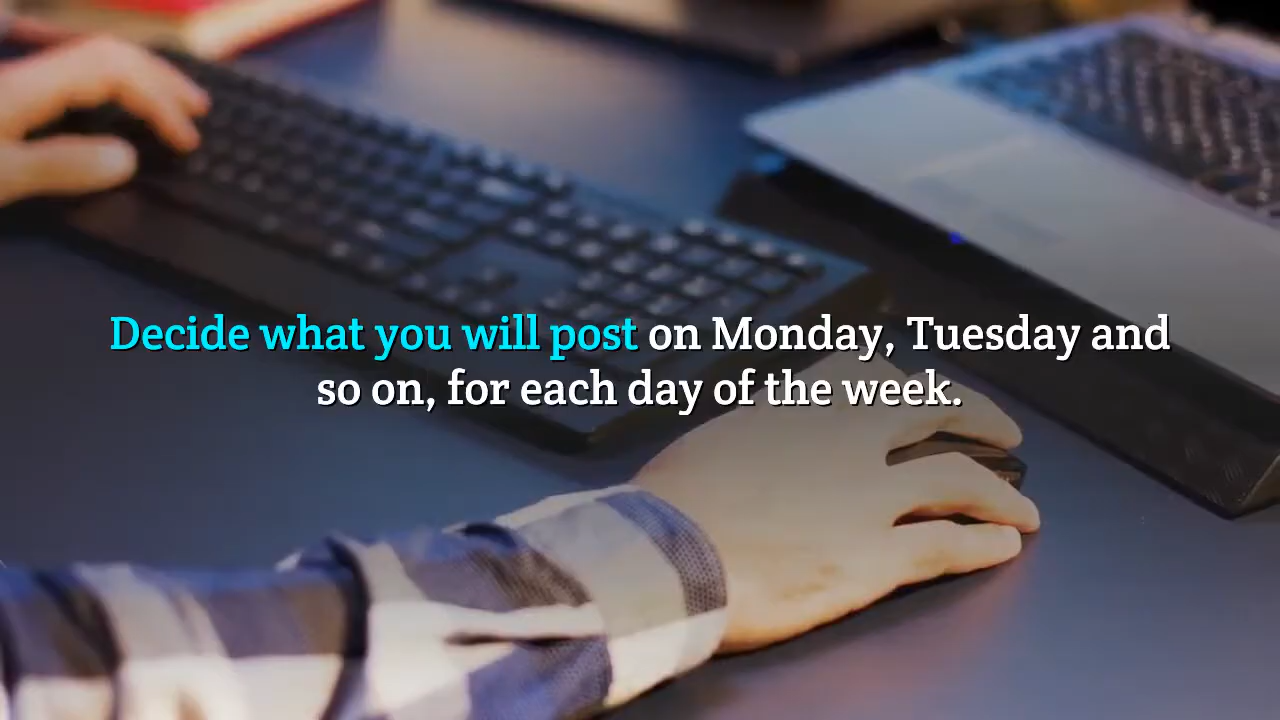 Decide what you will post on Monday, Tuesday and
so on, for each day of the week.